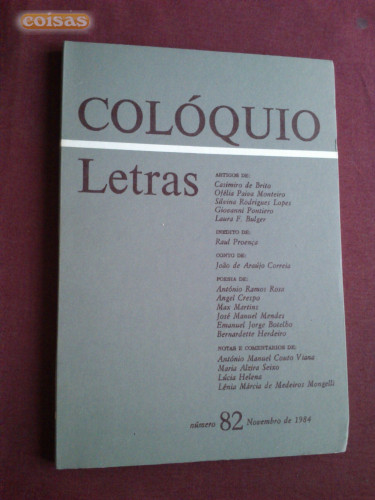 coisas
COLÓQUIO
Letras
ARTIGOS DE:
Casimiro de Brito
Ofélia Paiva Monteiro
Silvina Rodrigues Lopes
Giovanni Pontiero
Laura F. Bulger
INÉDITO DE:
Raul Proença
CONTO DE:
João de Araújo Correia
POESIA DE:
António Ramos Rosa
Angel Crespo
Max Martins
José Manuel Mendes
Emanuel Jorge Botelho
Bernardette Herdeiro
NOTAS E COMENTÁRIOS DE:
António Manuel Couto Viana
Maria Alzira Seixo
Lúcia Helena
Lênia Márcia de Medeiros Mongelli
número 82 Novembro de 1984